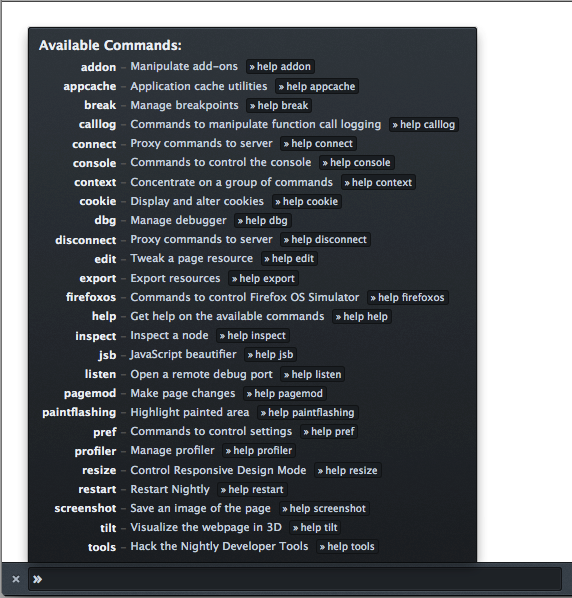 Available Commands:
addon – Manipulate add-ons » help addon
appcache – Application cache utilities » help appcache
break – Manage breakpoints » help break
calllog – Commands to manipulate function call logging » help calllog
connect – Proxy commands to server » help connect
console – Commands to control the console » help console
context – Concentrate on a group of commands » help context
cookie – Display and alter cookies » help cookie
dbg – Manage debugger » help dbg
disconnect – Proxy commands to server » help disconnect
edit – Tweak a page resource » help edit
export – Export resources » help export
firefoxos – Commands to control Firefox OS Simulator » help firefoxos
help – Get help on the available commands » help help
inspect – Inspect a node » help inspect
jsb – JavaScript beautifier » help jsb
listen – Open a remote debug port » help listen
pagemod – Make page changes » help pagemod
paintflashing – Highlight painted area » help paintflashing
pref – Commands to control settings » help pref
profiler – Manage profiler » help profiler
resize – Control Responsive Design Mode » help resize
restart – Restart Nightly » help restart
screenshot – Save an image of the page » help screenshot
tilt – Visualize the webpage in 3D » help tilt
tools – Hack the Nightly Developer Tools » help tools
× »